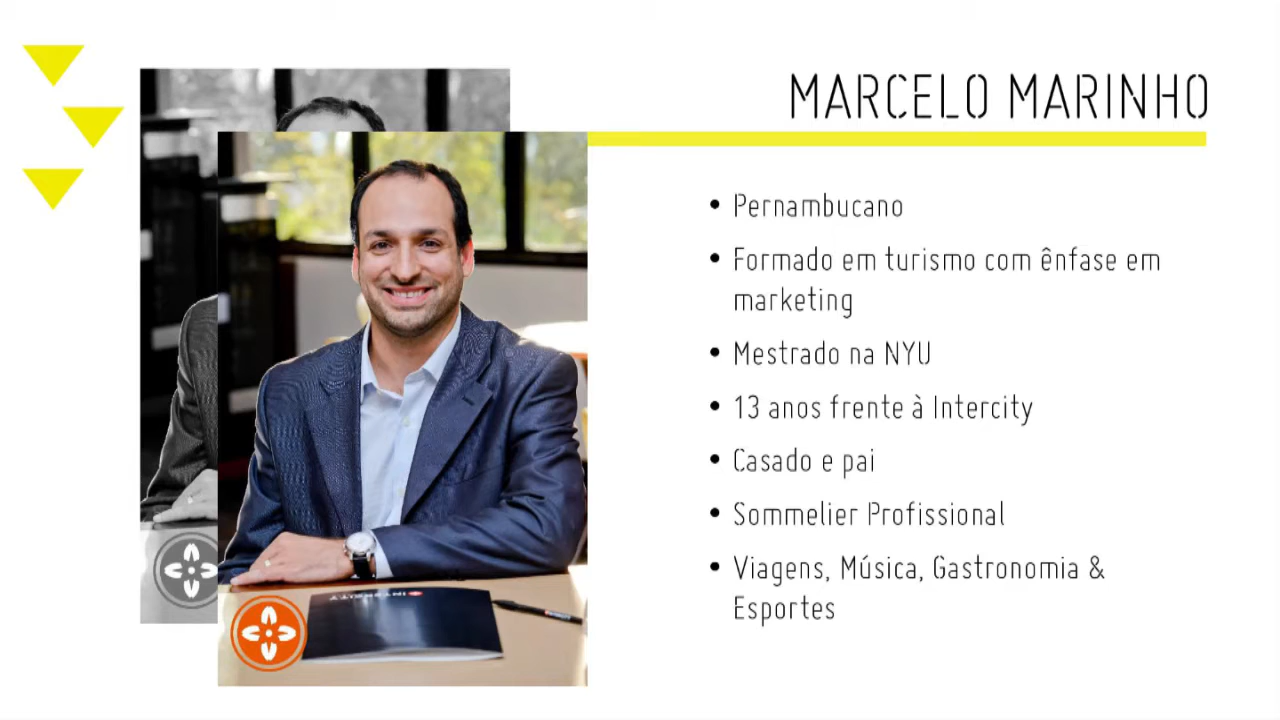 MARCELO MARINHO
• Pernambucano
• Formado em turismo com ênfase em
marketing
• Mestrado na NYU
• 13 anos frente à Intercity
• Casado e pai
• Sommelier Profissional
• Viagens, Música, Gastronomia &
Esportes
INTERCITY